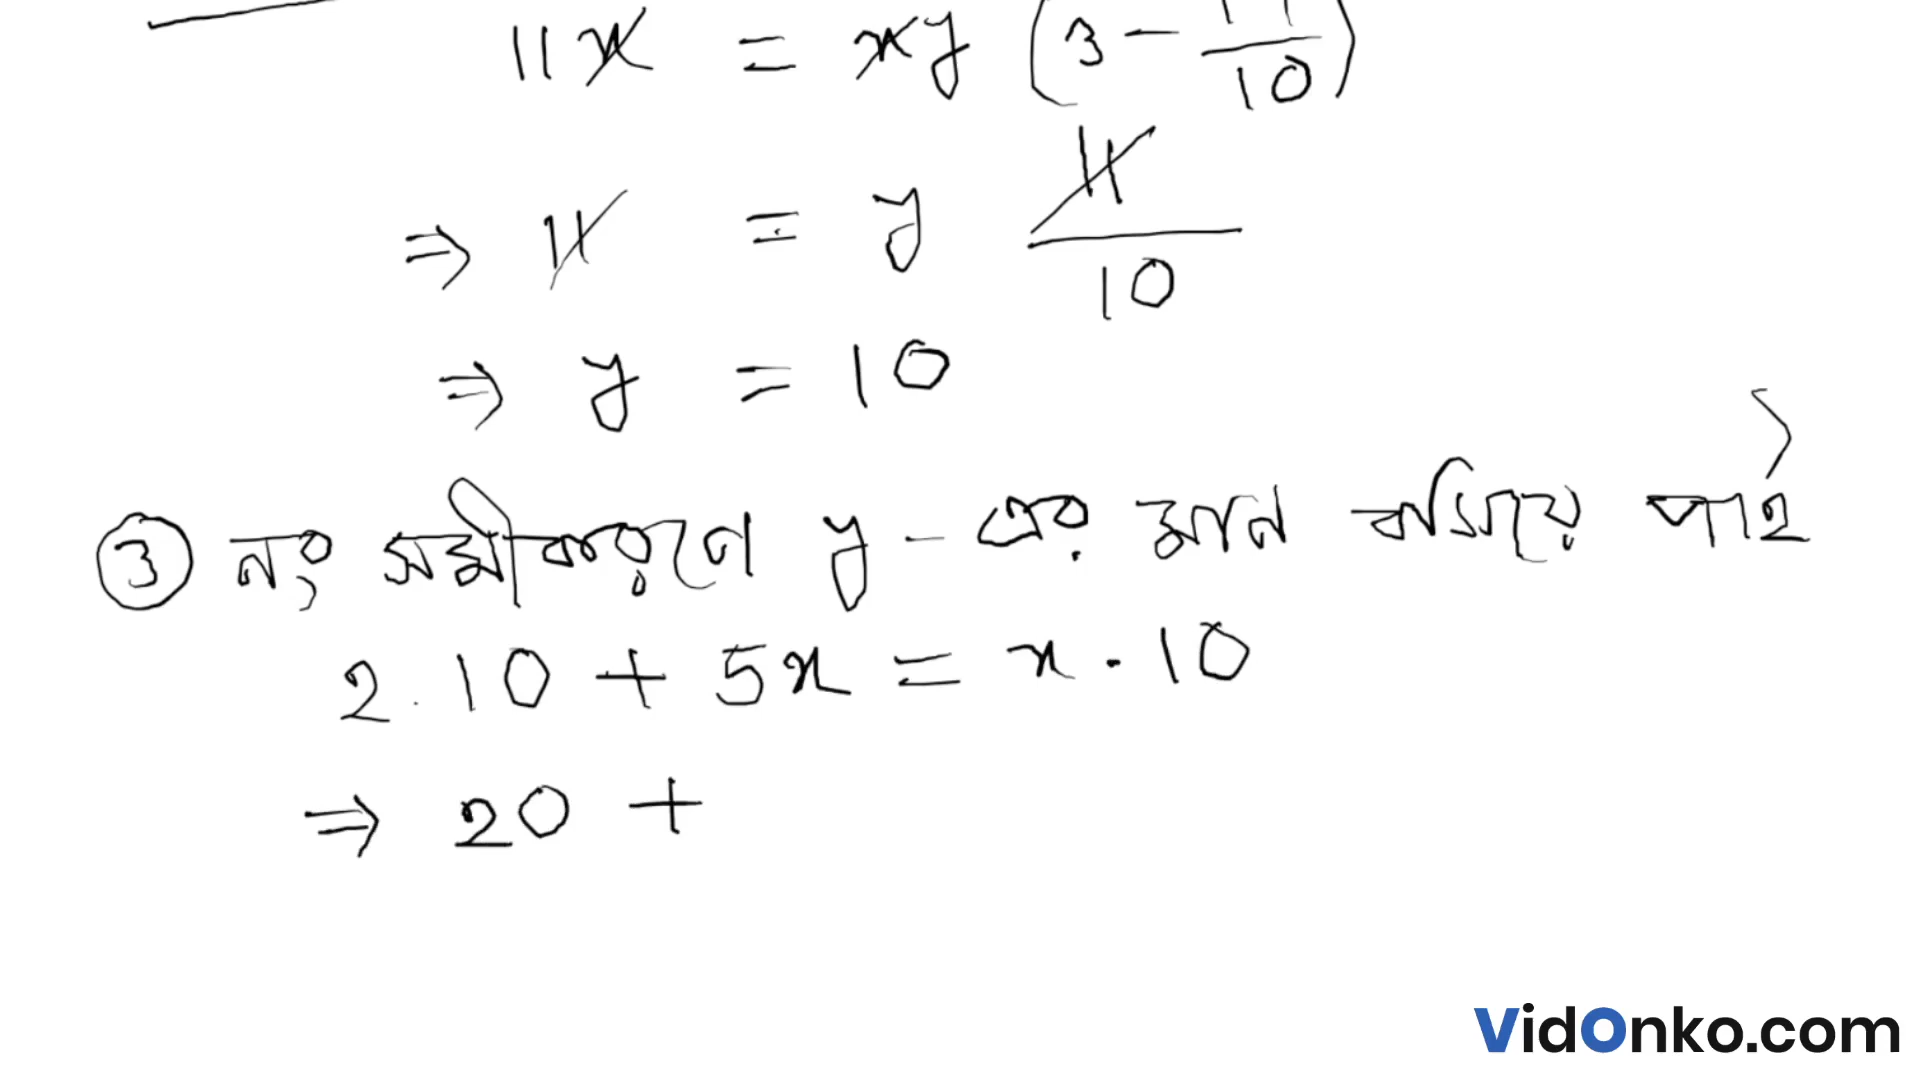 11x = xy (3 - 11/10)
⇒ 11 = y 11/10
⇒ y = 10
③ নং সমীকরণে y - এর মান বসিয়ে পাই
2.10 + 5x = x · 10
⇒ 20 +
VidOnko.com